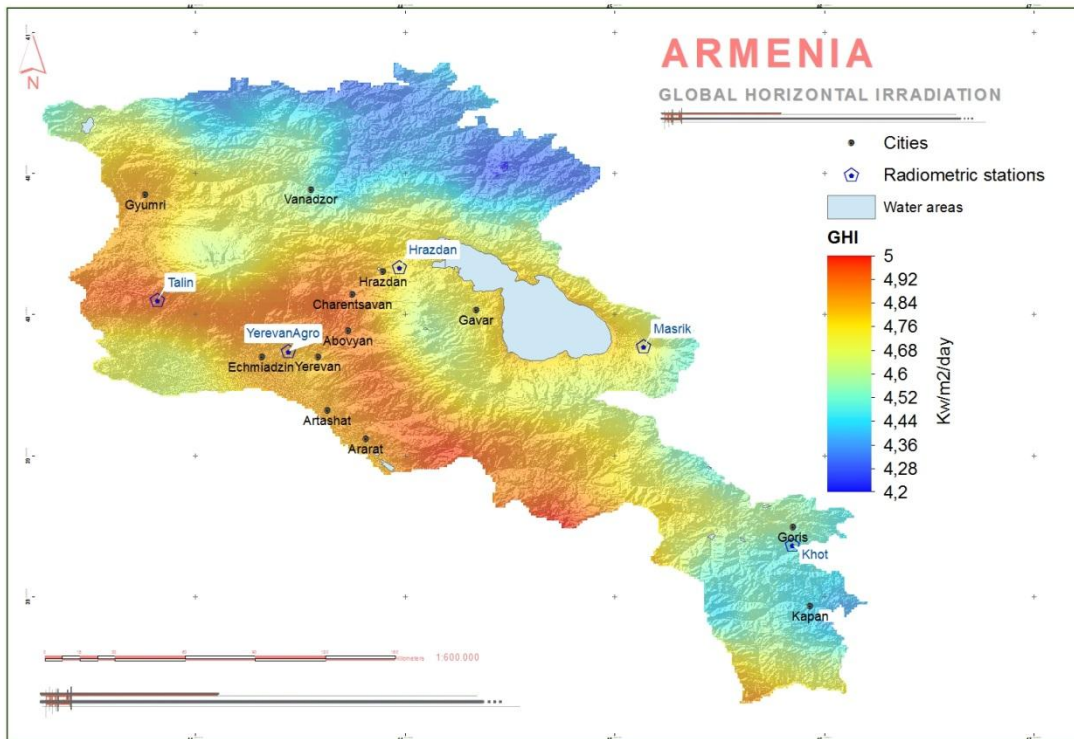 ARMENIA
GLOBAL HORIZONTAL IRRADIATION
N
Cities
Radiometric stations
Water areas
GHI
5
4,92
4,84
4,76
4,68
4,6
4,52
4,44
4,36
4,28
4,2
Kw/m2/day
Gyumri
Vanadzor
Hrazdan
Hrazdan
Talin
Charentsavan
Gavar
YerevanAgro
Abovyan
Masrik
Echmiadzin
Yerevan
Artashat
Ararat
Goris
Khot
Kapan
1:600.000